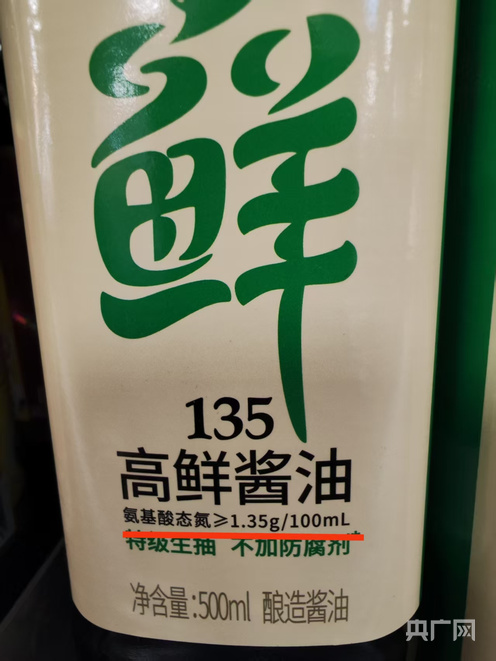 鲜
135
高鲜酱油
氨基酸态氮≥1.35g/100mL
特级生抽 不加防腐剂
净含量:500ml 酿造酱油
央广网